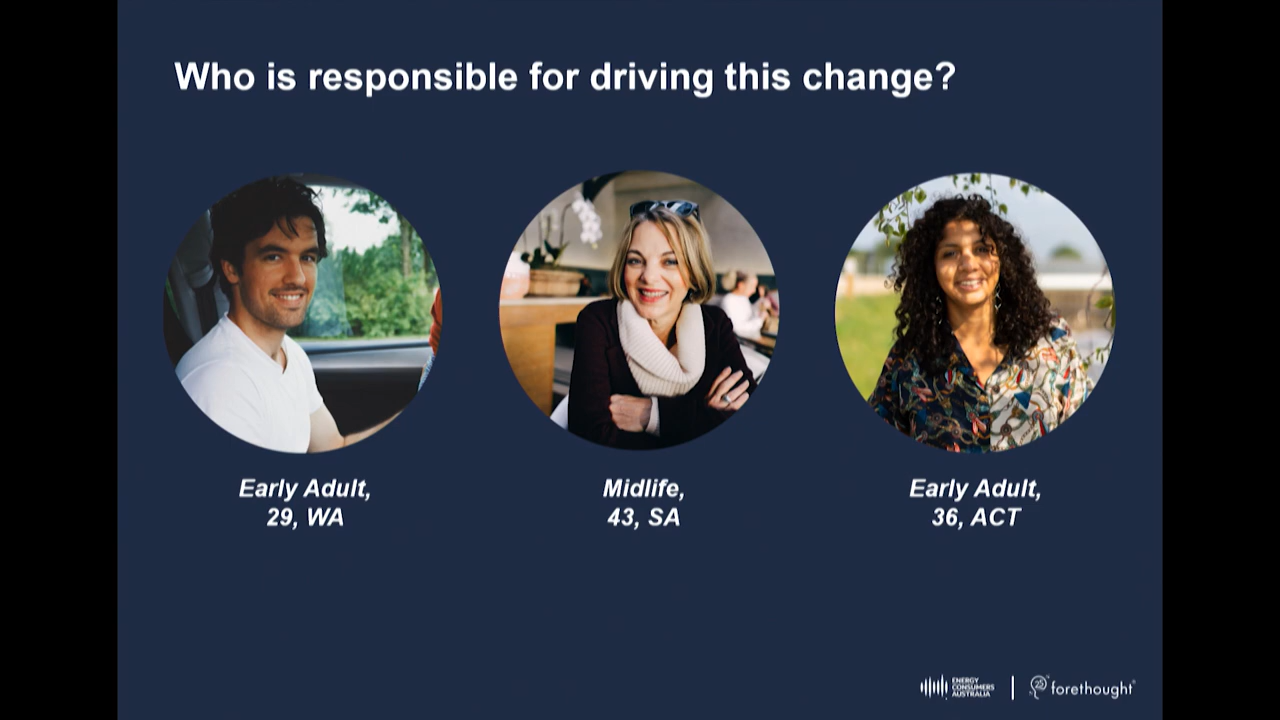 Who is responsible for driving this change?
Early Adult,
29, WA
Midlife,
43, SA
Early Adult,
36, ACT
ENERGY
CONSUMERS
AUSTRALIA
forethought